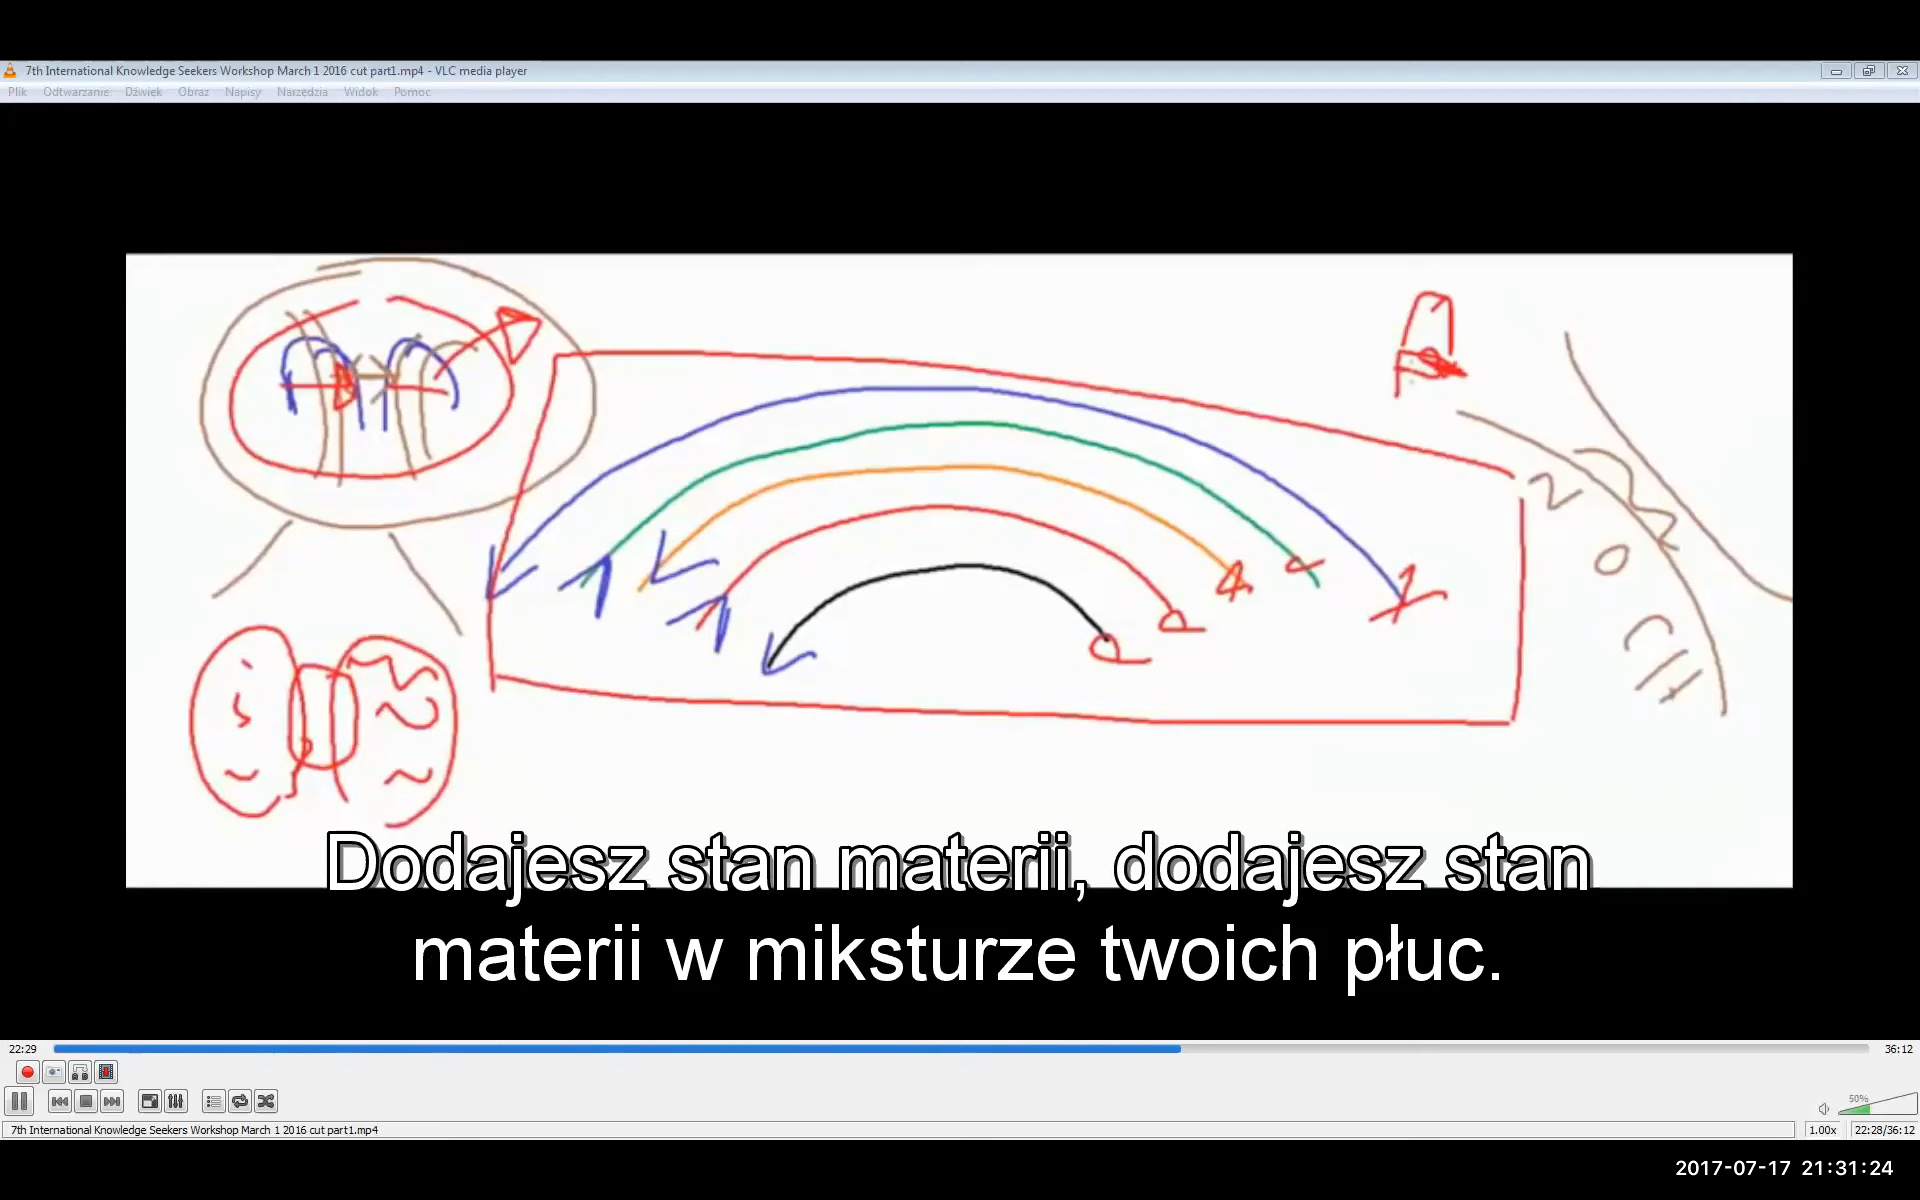 7th International Knowledge Seekers Workshop March 1 2016 cut part1.mp4 - VLC media player
Plik Odtwarzanie Dźwięk Obraz Napisy Narzędzia Widok Pomoc
Dodajesz stan materii, dodajesz stan
materii w miksturze twoich płuc.
22:29 36:12
50%
7th International Knowledge Seekers Workshop March 1 2016 cut part1.mp4 1.00x 22:28/36:12
2017-07-17 21:31:24